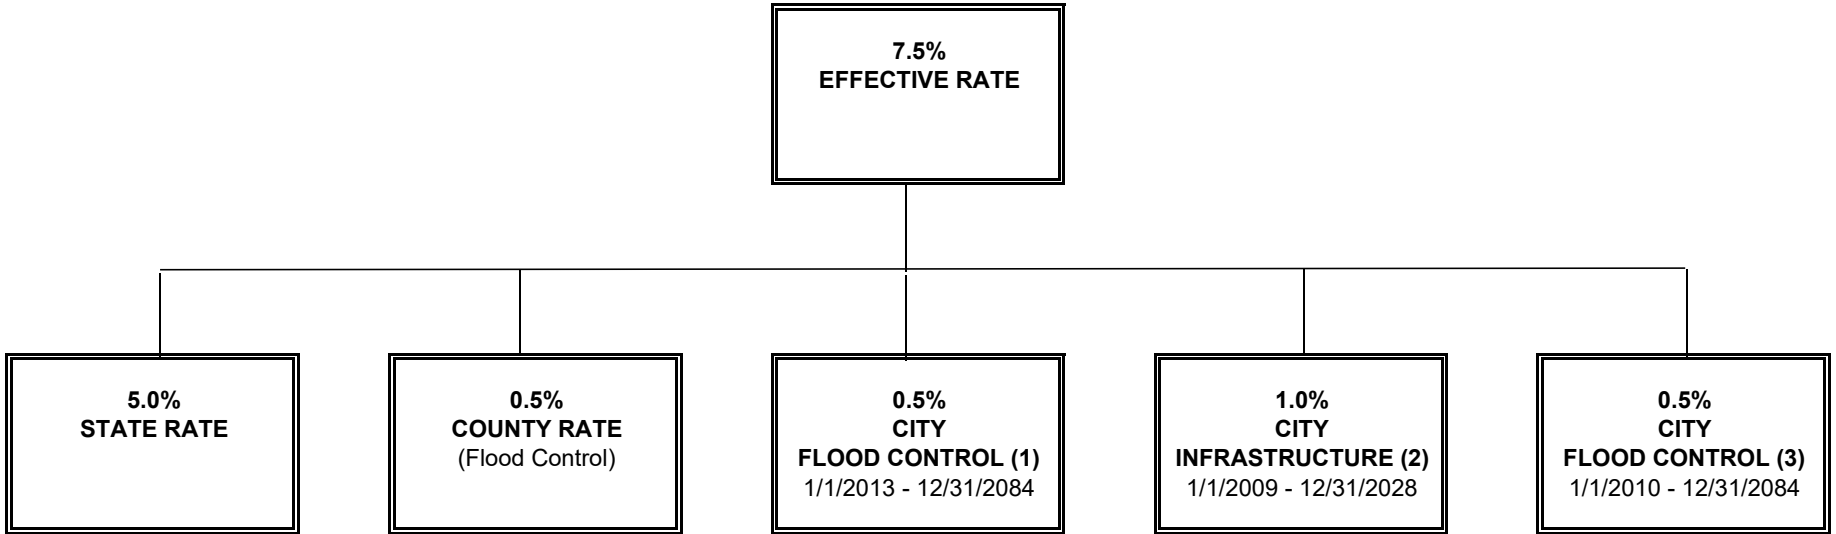 7.5%
EFFECTIVE RATE
5.0%
STATE RATE
0.5%
COUNTY RATE
(Flood Control)
0.5%
CITY
FLOOD CONTROL (1)
1/1/2013 - 12/31/2084
1.0%
CITY
INFRASTRUCTURE (2)
1/1/2009 - 12/31/2028
0.5%
CITY
FLOOD CONTROL (3)
1/1/2010 - 12/31/2084